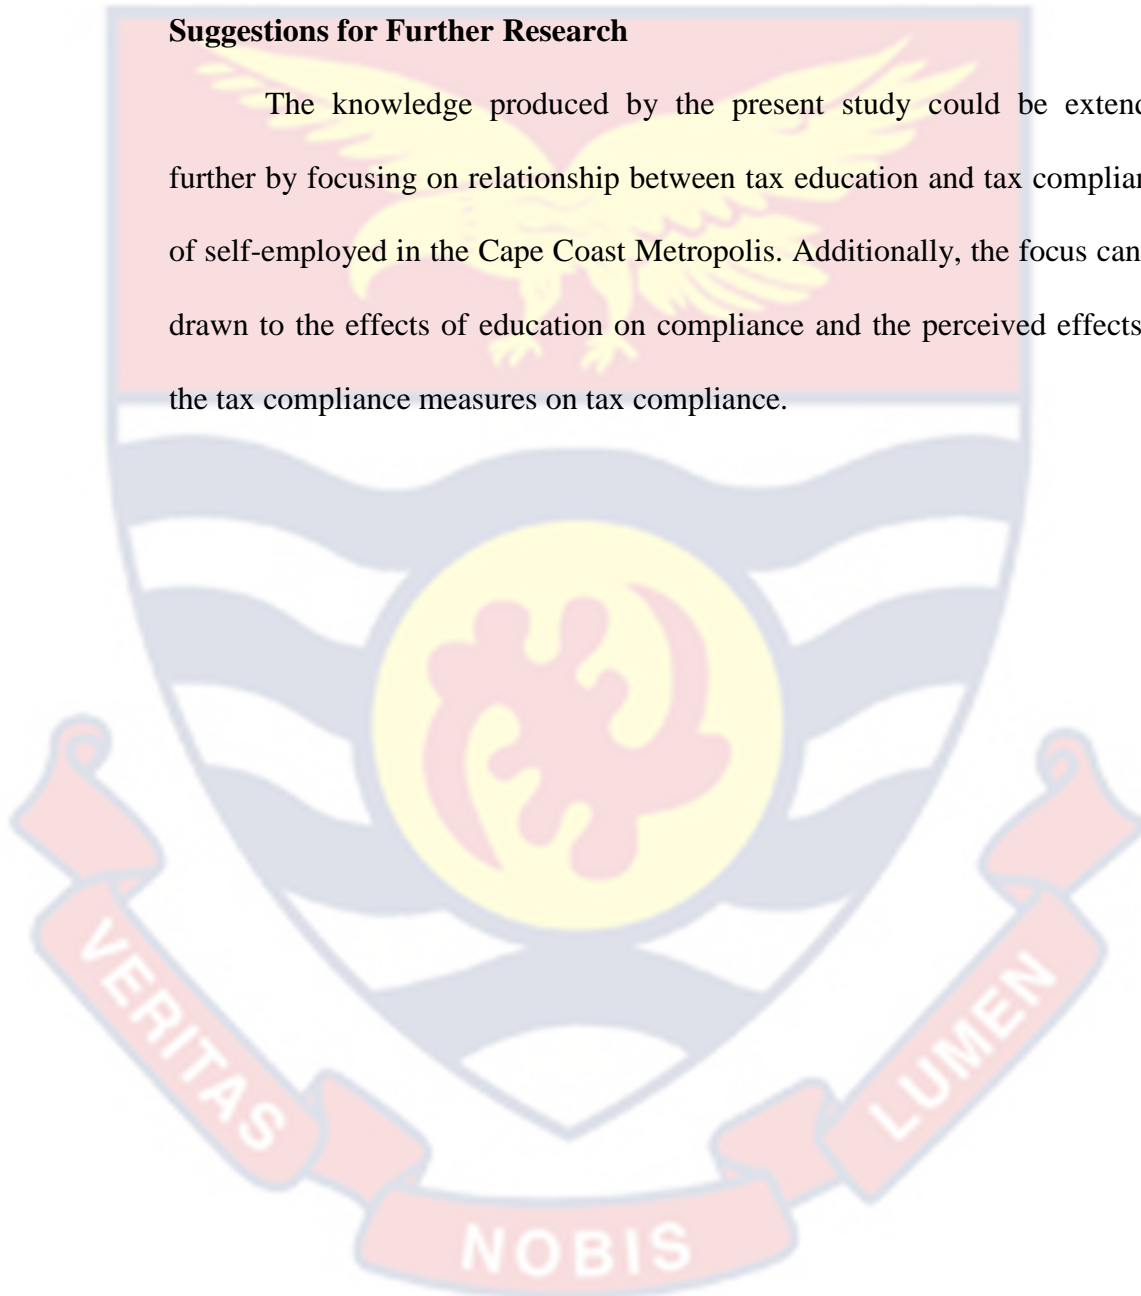 Suggestions for Further Research
The knowledge produced by the present study could be extend
further by focusing on relationship between tax education and tax complian
of self-employed in the Cape Coast Metropolis. Additionally, the focus can
drawn to the effects of education on compliance and the perceived effects
the tax compliance measures on tax compliance.
VERITAS
NOBIS
LUMEN